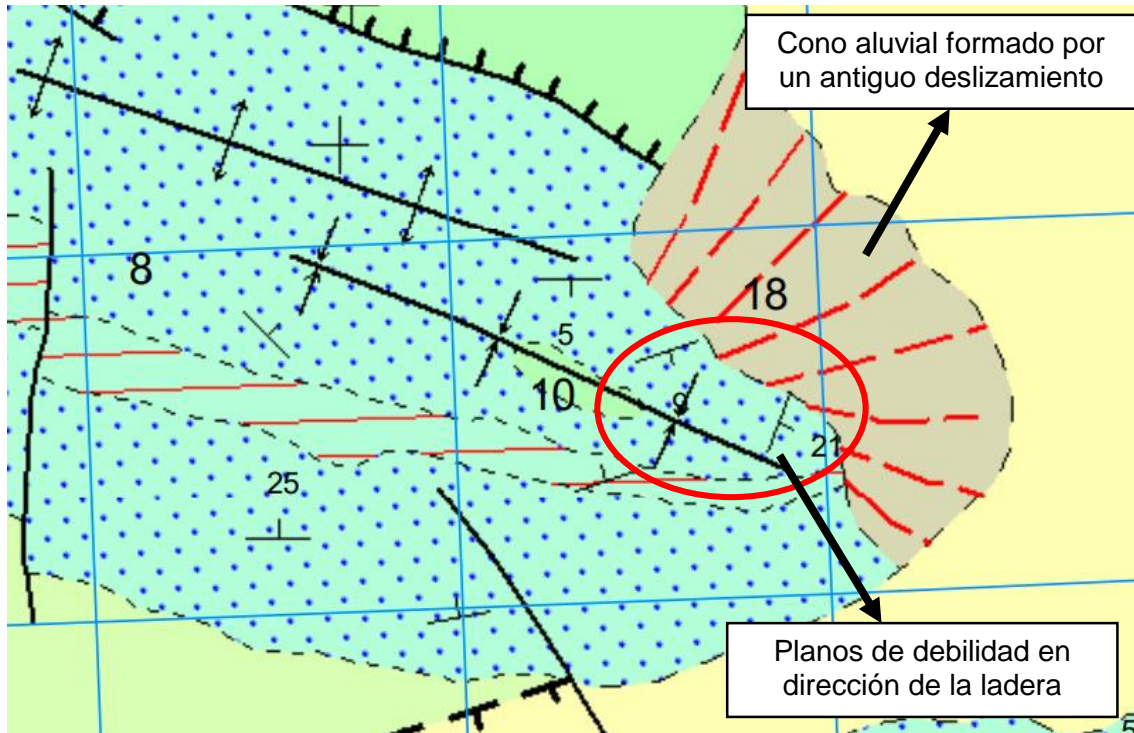 Cono aluvial formado por
un antiguo deslizamiento
8
18
5
10
9
21
25
Planos de debilidad en
dirección de la ladera
5